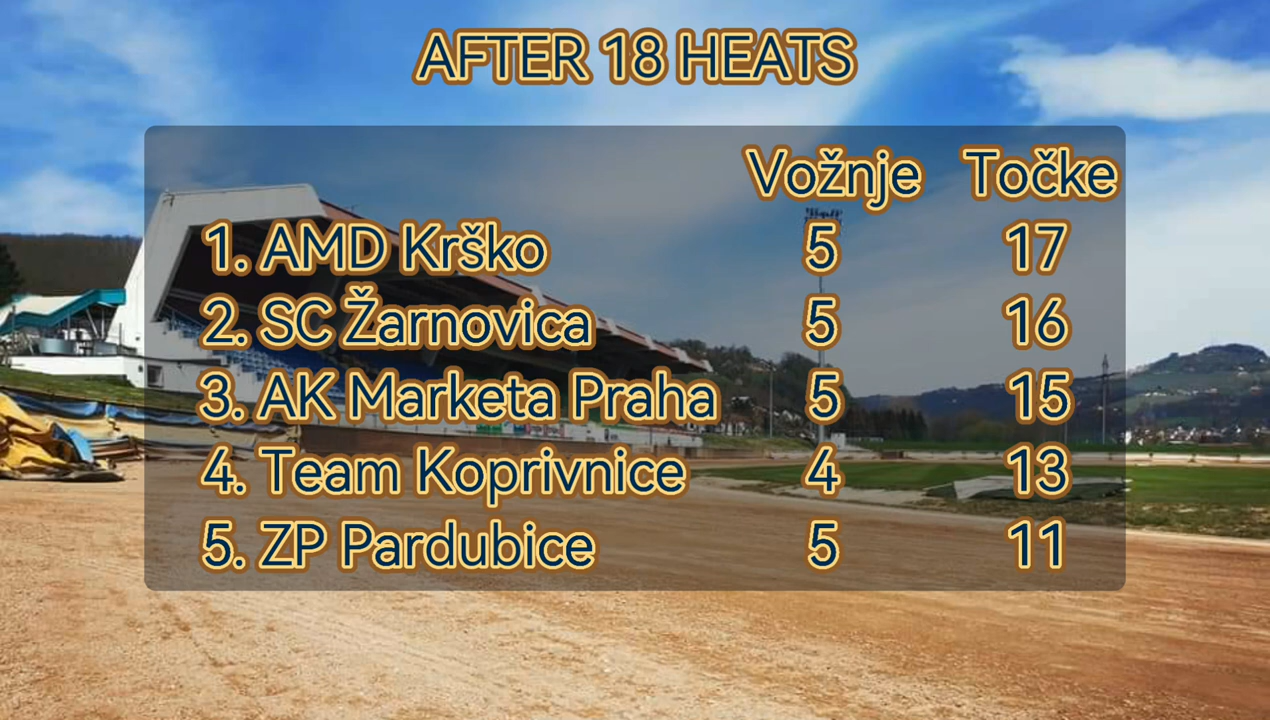 AFTER 18 HEATS
Vožnje Točke
1. AMD Krško 5 17
2. SC Žarnovica 5 16
3. AK Marketa Praha 5 15
4. Team Koprivnice 4 13
5. ZP Pardubice 5 11